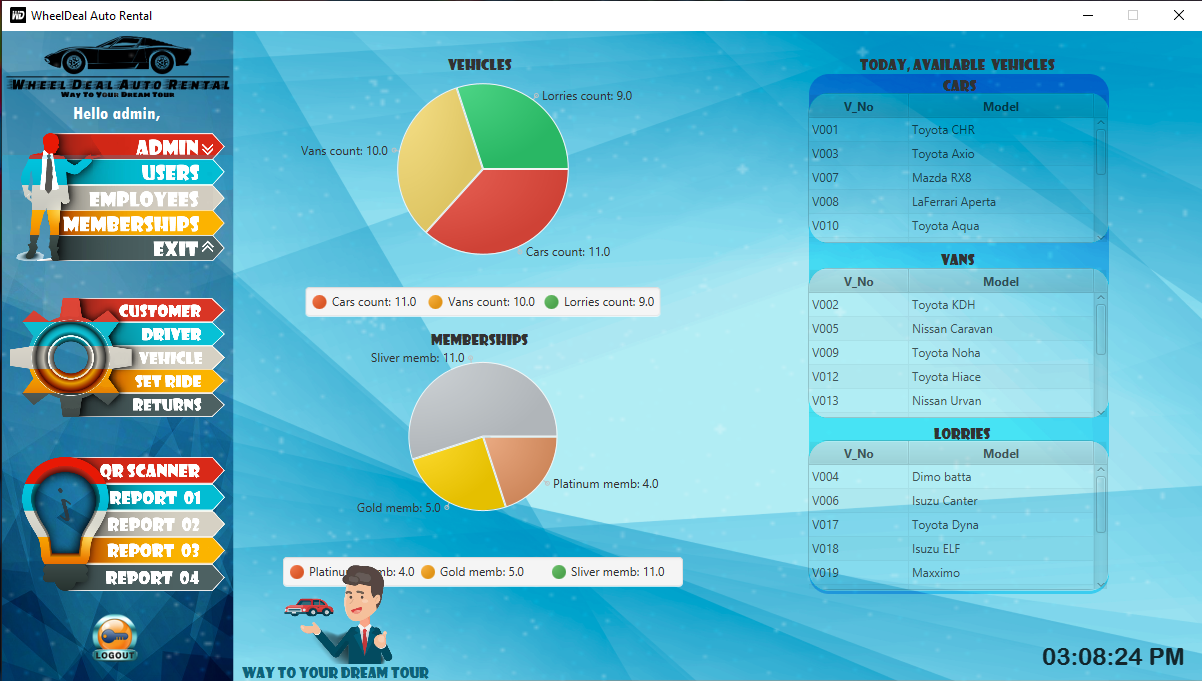 WD WheelDeal Auto Rental
WHEEL DEAL AUTO RENTAL
WAY TO YOUR DREAM TOUR
Hello admin,
ADMIN
USERS
EMPLOYEES
MEMBERSHIPS
EXIT
CUSTOMER
DRIVER
VEHICLE
SET RIDE
RETURNS
QR SCANNER
REPORT 01
REPORT 02
REPORT 03
REPORT 04
LOGOUT
VEHICLES
Lorries count: 9.0
Vans count: 10.0
Cars count: 11.0
Cars count: 11.0 Vans count: 10.0 Lorries count: 9.0
MEMBERSHIPS
Sliver memb: 11.0
Platinum memb: 4.0
Gold memb: 5.0
Platinu mb: 4.0 Gold memb: 5.0 Sliver memb: 11.0
WAY TO YOUR DREAM TOUR
TODAY, AVAILABLE VEHICLES
CARS
V_No Model
V001 Toyota CHR
V003 Toyota Axio
V007 Mazda RX8
V008 LaFerrari Aperta
V010 Toyota Aqua
VANS
V_No Model
V002 Toyota KDH
V005 Nissan Caravan
V009 Toyota Noha
V012 Toyota Hiace
V013 Nissan Urvan
LORRIES
V_No Model
V004 Dimo batta
V006 Isuzu Canter
V017 Toyota Dyna
V018 Isuzu ELF
V019 Maxximo
03:08:24 PM